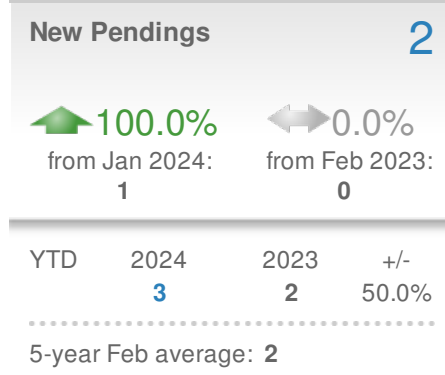 New Pendings 2
100.0% 0.0%
from Jan 2024: from Feb 2023:
1 0
YTD 2024 2023 +/-
3 2 50.0%
5-year Feb average: 2